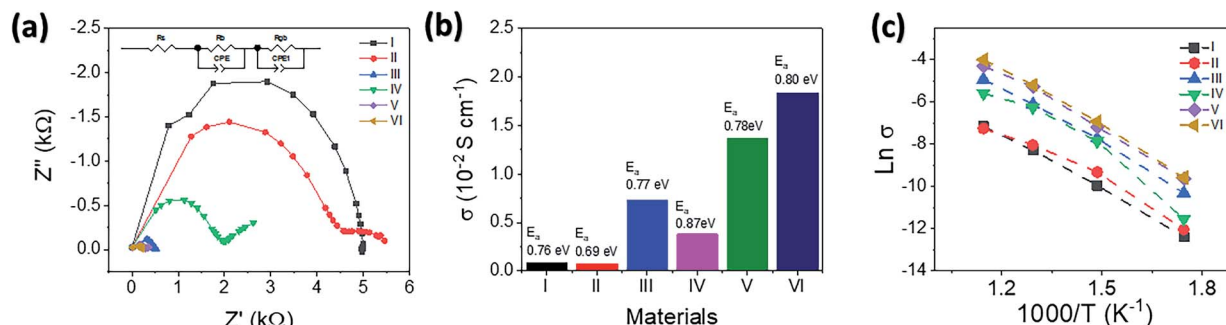 (a)
-2.5
-2.0
-1.5
-1.0
-0.5
0.0
Z'' (kΩ)
0 1 2 3 4 5 6
Z' (kΩ)
Rs Rb Rgb
CPE CPE1
I
II
III
IV
V
VI
(b)
2.5
2.0
1.5
1.0
0.5
0.0
σ (10⁻² S cm⁻¹)
Eₐ
0.76 eV
Eₐ
0.69 eV
Eₐ
0.77 eV
Eₐ
0.87eV
Eₐ
0.78eV
Eₐ
0.80 eV
I II III IV V VI
Materials
(c)
-4
-6
-8
-10
-12
-14
Ln σ
1.2 1.5 1.8
1000/T (K⁻¹)
I
II
III
IV
V
VI